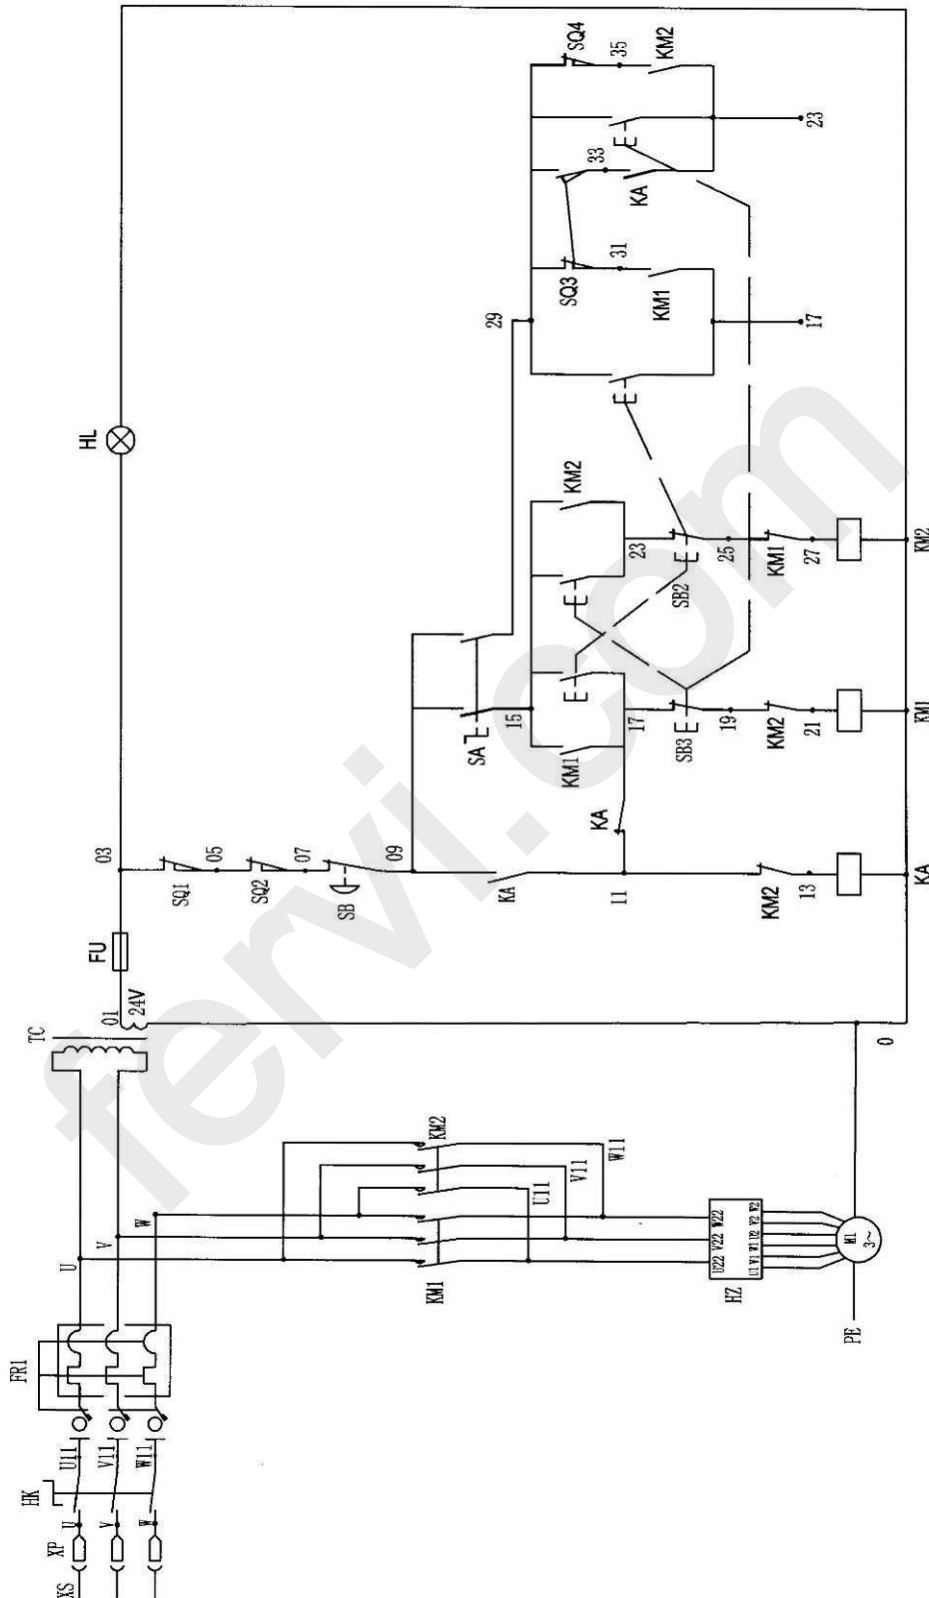 XS
XP
HK
U
V
W
U11
V11
W11
FR1
U
V
W
TC
01
24V
FU
03
HL
SQ1
05
SQ2
07
SB
09
KA
11
KM2
13
KA
KA
SA
15
KM1
17
SB3
19
KM2
21
KM1
KM2
23
SB2
25
KM1
27
KM2
29
SQ3
31
KM1
17
33
KA
SQ4
35
KM2
23
0
KM1
KM2
U11
V11
W11
U22 V22 W22
U1 V1 W1 U2 V2 W2
HZ
M1
3~
PE
fervi.com